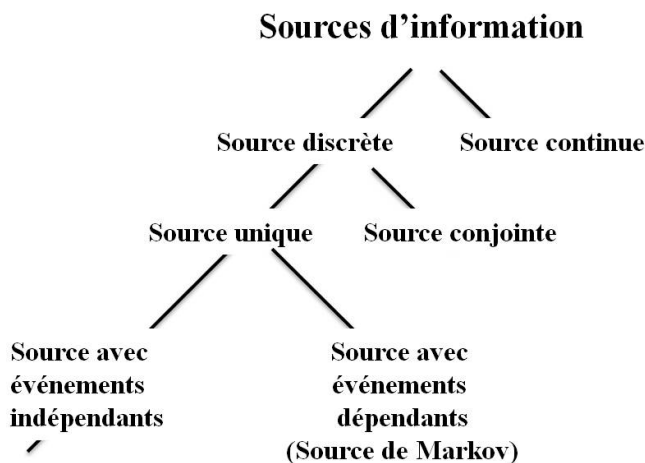 Sources d’information
Source discrète
Source continue
Source unique
Source conjointe
Source avec
événements
indépendants
Source avec
événements
dépendants
(Source de Markov)